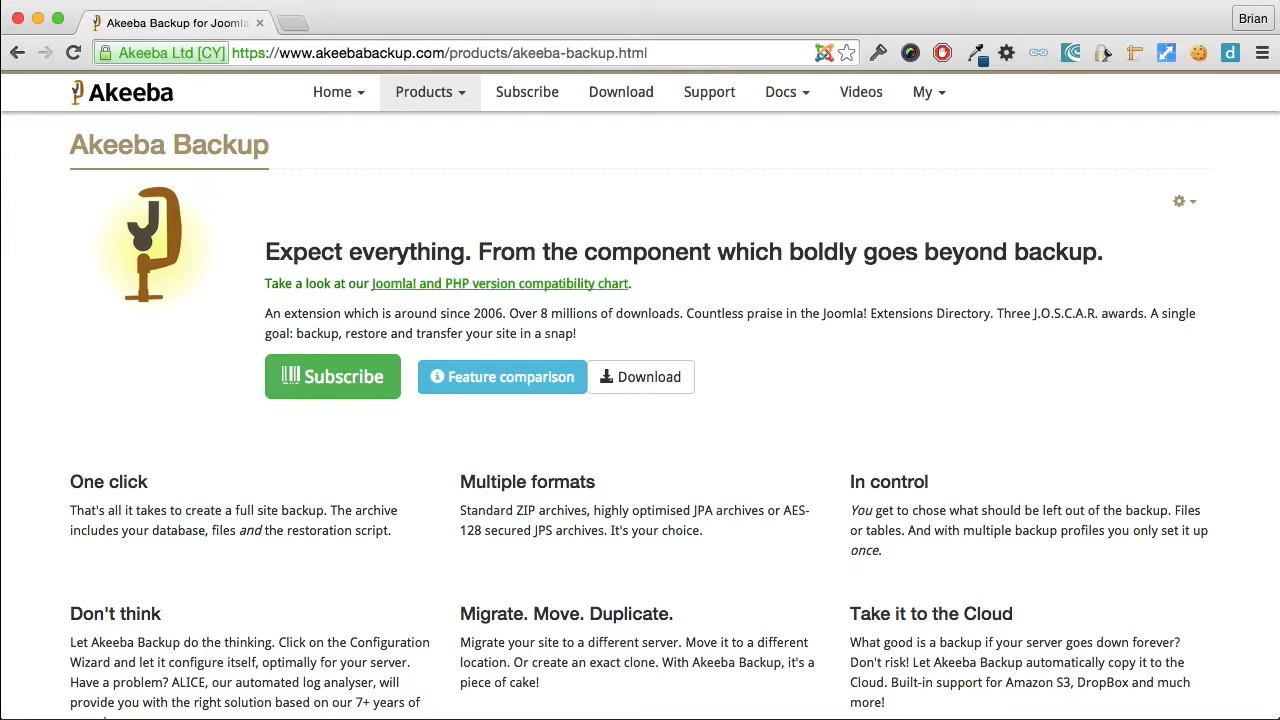 Akeeba Backup for Joomla
Brian
Akeeba Ltd [CY] https://www.akeebabackup.com/products/akeeba-backup.html
Akeeba Home Products Subscribe Download Support Docs Videos My
Akeeba Backup
Expect everything. From the component which boldly goes beyond backup.
Take a look at our Joomla! and PHP version compatibility chart.
An extension which is around since 2006. Over 8 millions of downloads. Countless praise in the Joomla! Extensions Directory. Three J.O.S.C.A.R. awards. A single
goal: backup, restore and transfer your site in a snap!
Subscribe Feature comparison Download
One click
That's all it takes to create a full site backup. The archive
includes your database, files and the restoration script.
Multiple formats
Standard ZIP archives, highly optimised JPA archives or AES-
128 secured JPS archives. It's your choice.
In control
You get to chose what should be left out of the backup. Files
or tables. And with multiple backup profiles you only set it up
once.
Don't think
Let Akeeba Backup do the thinking. Click on the Configuration
Wizard and let it configure itself, optimally for your server.
Have a problem? ALICE, our automated log analyser, will
provide you with the right solution based on our 7+ years of
Migrate. Move. Duplicate.
Migrate your site to a different server. Move it to a different
location. Or create an exact clone. With Akeeba Backup, it's a
piece of cake!
Take it to the Cloud
What good is a backup if your server goes down forever?
Don't risk! Let Akeeba Backup automatically copy it to the
Cloud. Built-in support for Amazon S3, DropBox and much
more!